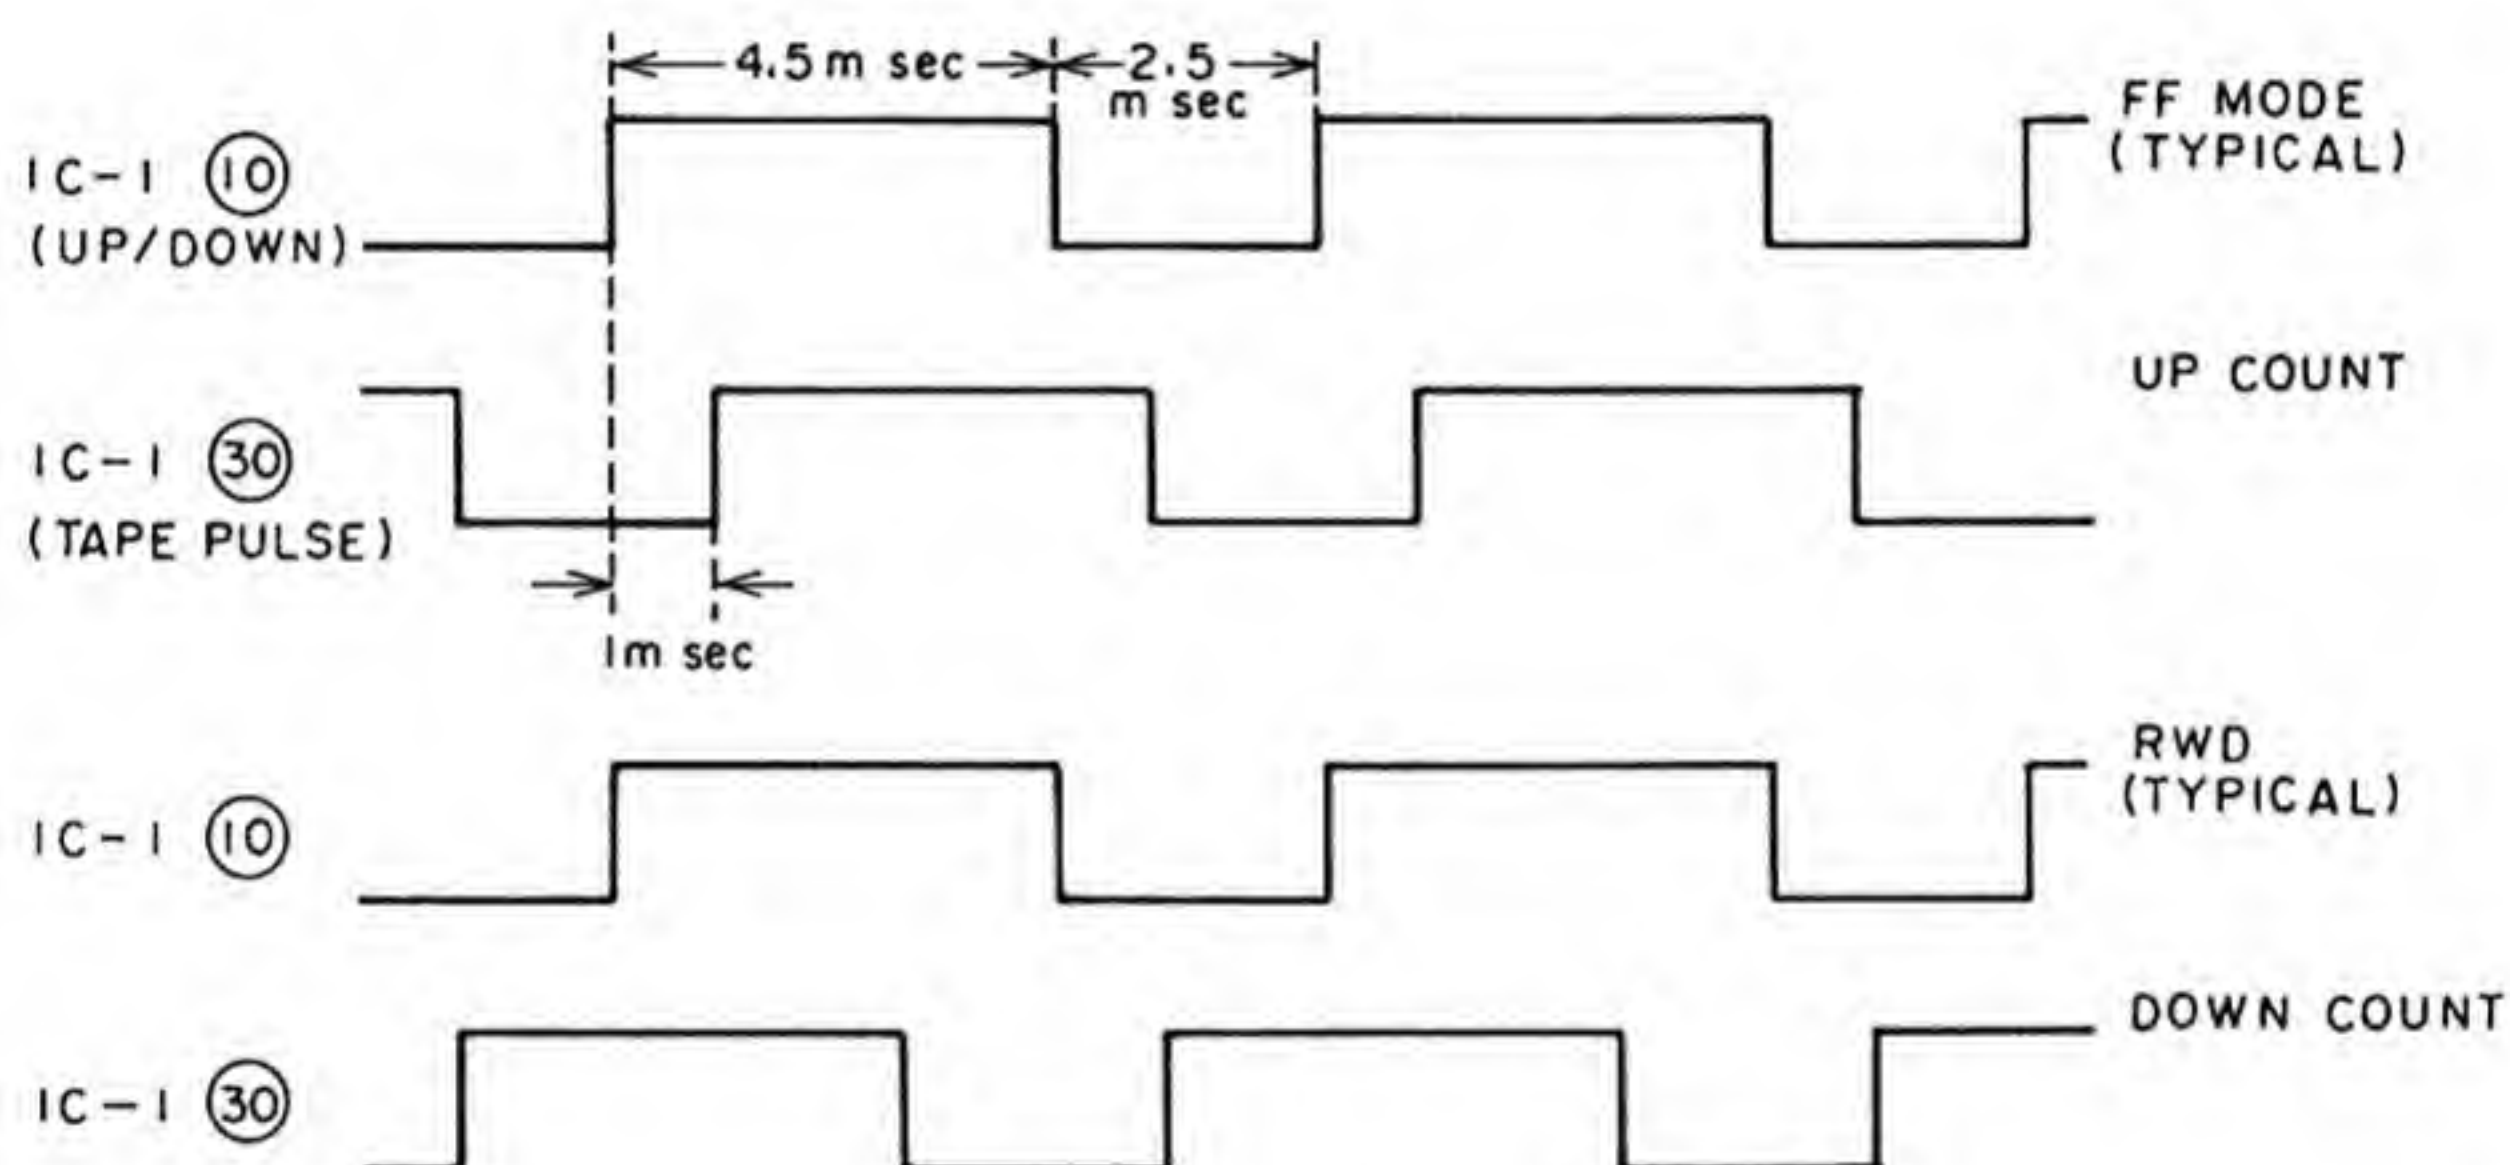 4.5 m sec
2.5
m sec
FF MODE
(TYPICAL)
IC-1 10
(UP/DOWN)
UP COUNT
IC-1 30
(TAPE PULSE)
1m sec
RWD
(TYPICAL)
IC-1 10
DOWN COUNT
IC-1 30